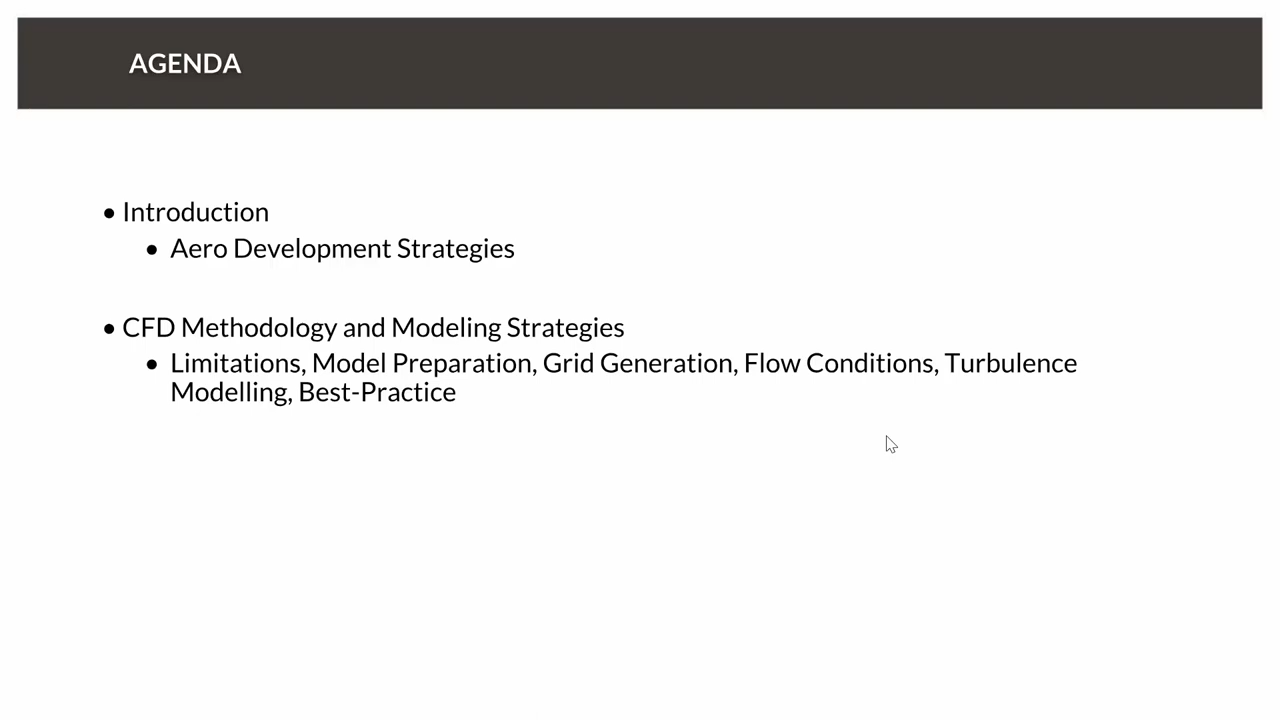 AGENDA
• Introduction
• Aero Development Strategies
• CFD Methodology and Modeling Strategies
• Limitations, Model Preparation, Grid Generation, Flow Conditions, Turbulence
Modelling, Best-Practice